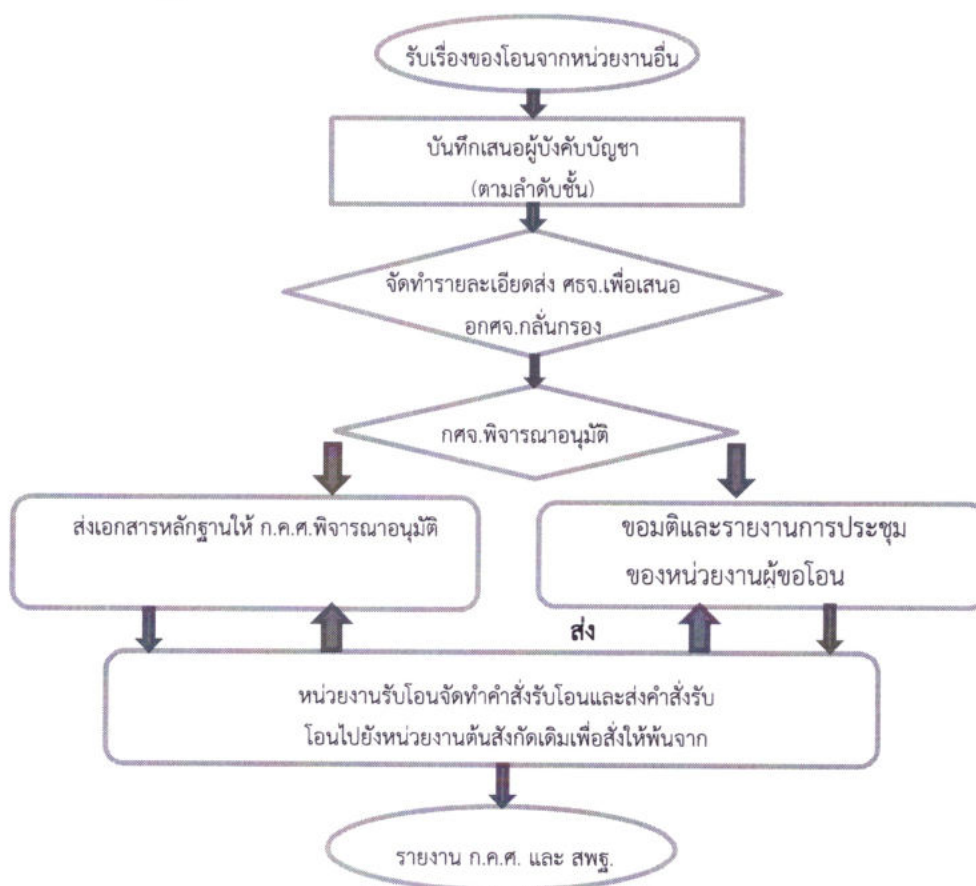 รับเรื่องของโอนจากหน่วยงานอื่น
บันทึกเสนอผู้บังคับบัญชา
(ตามลำดับชั้น)
จัดทำรายละเอียดส่ง ศธจ.เพื่อเสนอ
อกศจ.กลั่นกรอง
กศจ.พิจารณาอนุมัติ
ส่งเอกสารหลักฐานให้ ก.ค.ศ.พิจารณาอนุมัติ
ขอมติและรายงานการประชุม
ของหน่วยงานผู้ขอโอน
ส่ง
หน่วยงานรับโอนจัดทำคำสั่งรับโอนและส่งคำสั่งรับ
โอนไปยังหน่วยงานต้นสังกัดเดิมเพื่อสั่งให้พ้นจาก
รายงาน ก.ค.ศ. และ สพฐ.